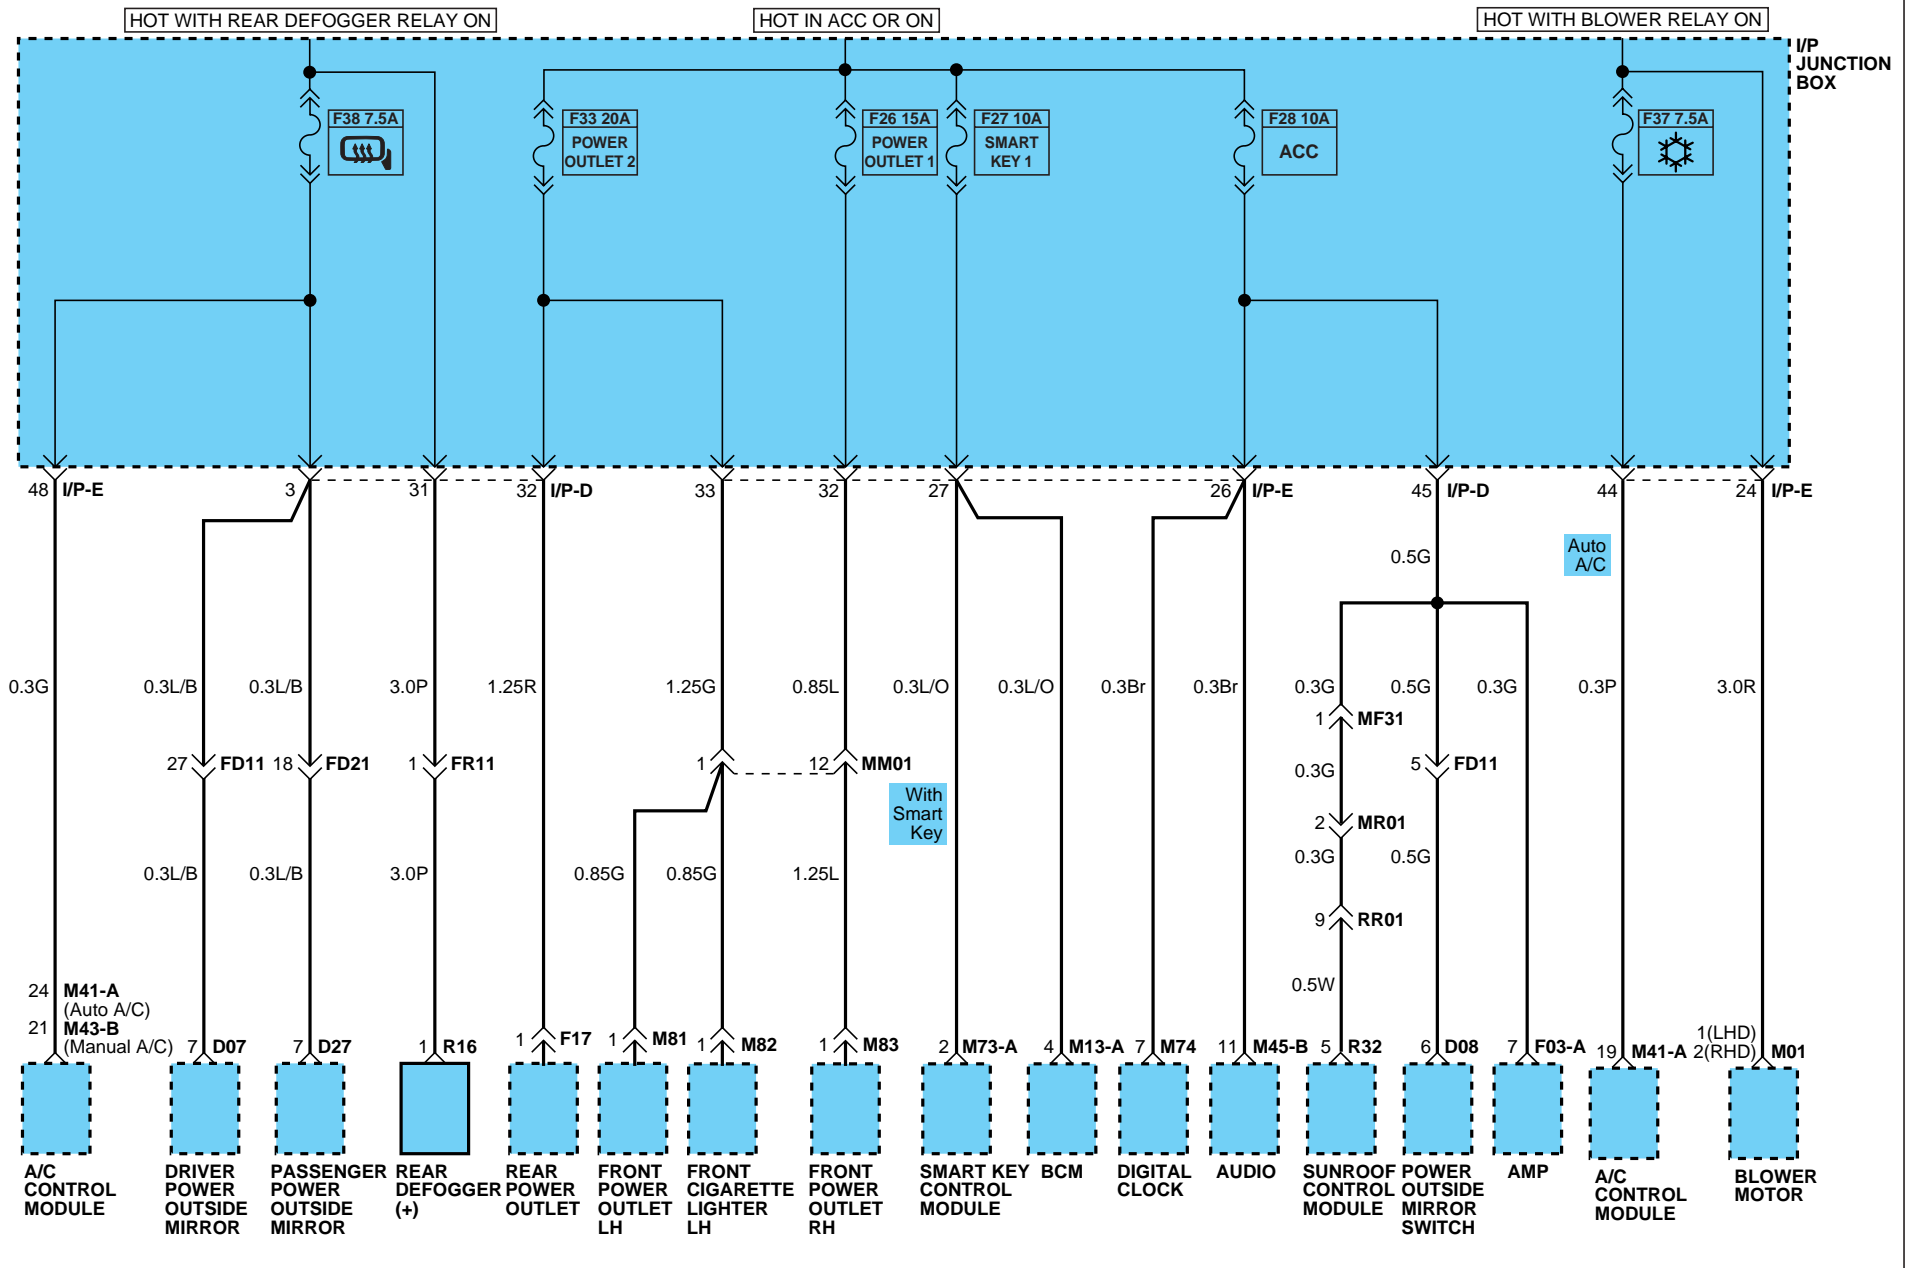 HOT WITH REAR DEFOGGER RELAY ON
HOT IN ACC OR ON
HOT WITH BLOWER RELAY ON
I/P
JUNCTION
BOX
F38 7.5A
F33 20A
POWER
OUTLET 2
F26 15A
POWER
OUTLET 1
F27 10A
SMART
KEY 1
F28 10A
ACC
F37 7.5A
48 I/P-E
3
31
32 I/P-D
33
32
27
26 I/P-E
45 I/P-D
44
24 I/P-E
0.5G
Auto
A/C
0.3G
0.3L/B
0.3L/B
3.0P
1.25R
1.25G
0.85L
0.3L/O
0.3L/O
0.3Br
0.3Br
0.3G
0.5G
0.3G
0.3P
3.0R
1 MF31
27 FD11
18 FD21
1 FR11
1
12 MM01
0.3G
5 FD11
With
Smart
Key
2 MR01
0.3G
0.5G
0.3L/B
0.3L/B
3.0P
0.85G
0.85G
1.25L
9 RR01
0.5W
24 M41-A
(Auto A/C)
21 M43-B
(Manual A/C)
7 D07
7 D27
1 R16
1 F17
1 M81
1 M82
1 M83
2 M73-A
4 M13-A
7 M74
11 M45-B
5 R32
6 D08
7 F03-A
19 M41-A
1(LHD)
2(RHD) M01
A/C
CONTROL
MODULE
DRIVER
POWER
OUTSIDE
MIRROR
PASSENGER
POWER
OUTSIDE
MIRROR
REAR
DEFOGGER
(+)
REAR
POWER
OUTLET
FRONT
POWER
OUTLET
LH
FRONT
CIGARETTE
LIGHTER
LH
FRONT
POWER
OUTLET
RH
SMART KEY
CONTROL
MODULE
BCM
DIGITAL
CLOCK
AUDIO
SUNROOF
CONTROL
MODULE
POWER
OUTSIDE
MIRROR
SWITCH
AMP
A/C
CONTROL
MODULE
BLOWER
MOTOR